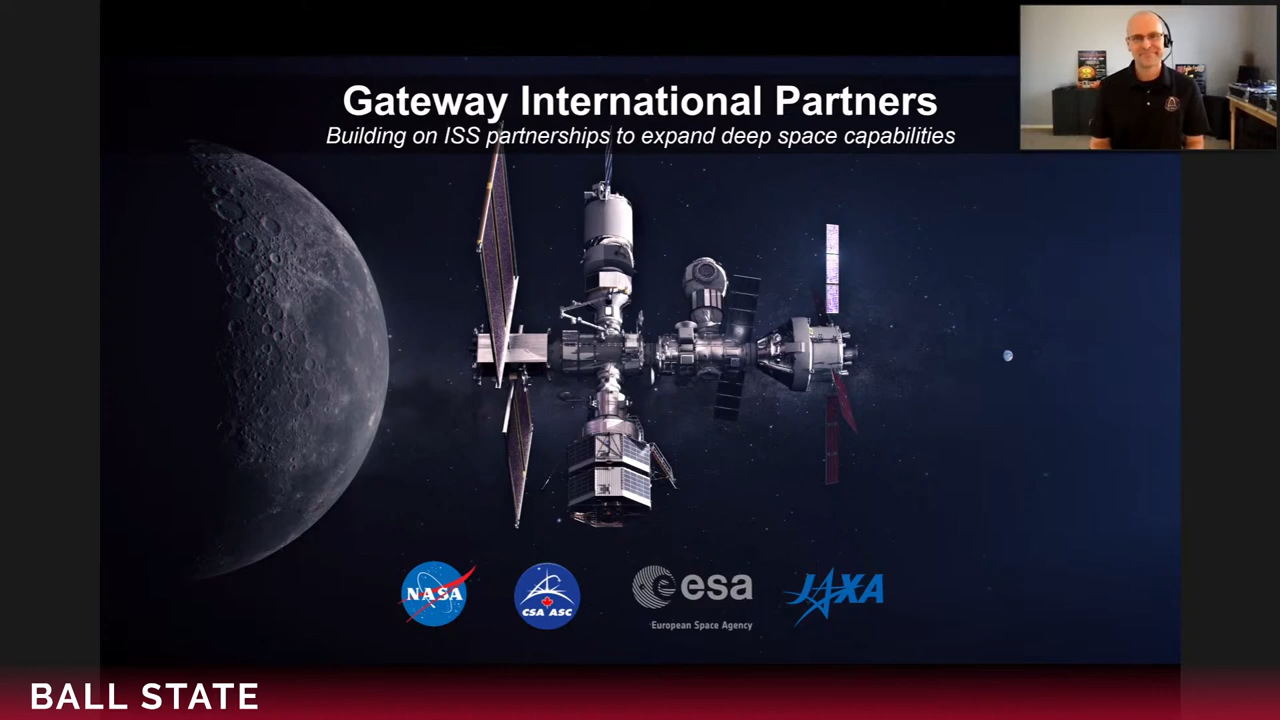 Gateway International Partners
Building on ISS partnerships to expand deep space capabilities
NASA
CSA ASC
esa
European Space Agency
JAXA
BALL STATE